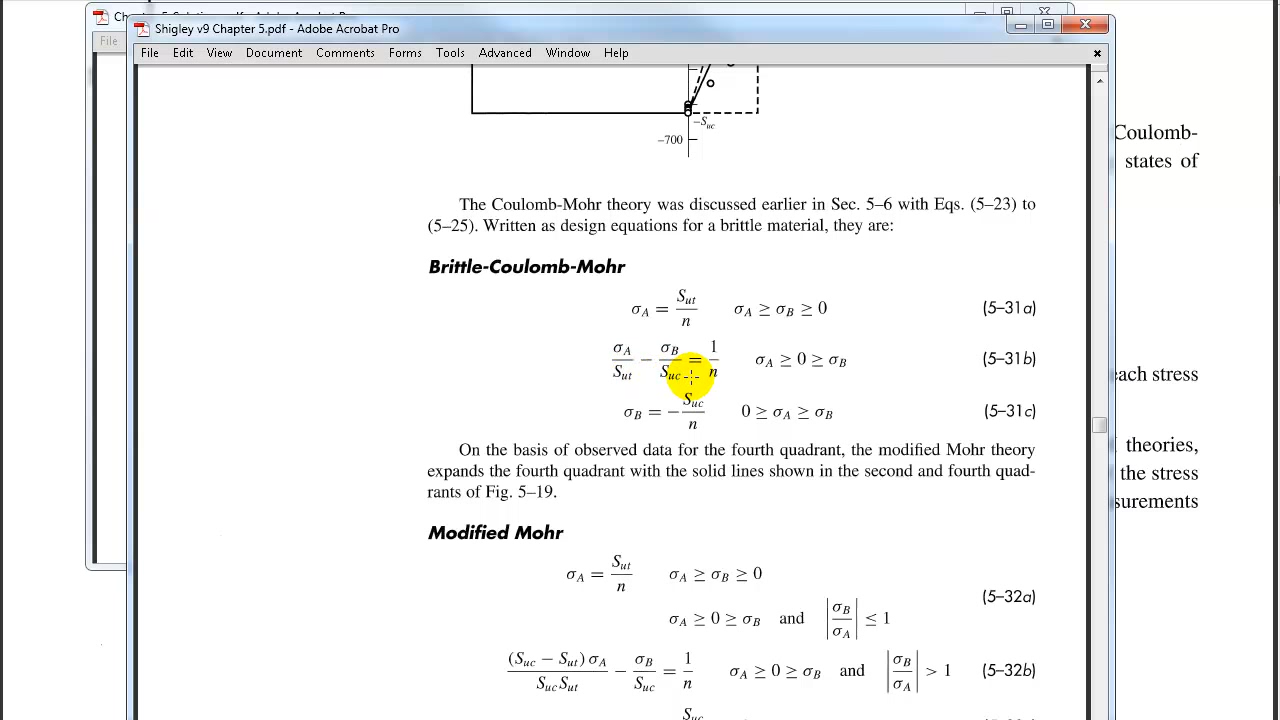 Shigley v9 Chapter 5.pdf - Adobe Acrobat Pro
File Edit View Document Comments Forms Tools Advanced Window Help
File
−S_uc
−700
Coulomb-
states of
The Coulomb-Mohr theory was discussed earlier in Sec. 5–6 with Eqs. (5–23) to
(5–25). Written as design equations for a brittle material, they are:
Brittle-Coulomb-Mohr
σ_A = S_ut/n σ_A ≥ σ_B ≥ 0 (5–31a)
σ_A/S_ut − σ_B/S_uc = 1/n σ_A ≥ 0 ≥ σ_B (5–31b)
each stress
σ_B = −S_uc/n 0 ≥ σ_A ≥ σ_B (5–31c)
On the basis of observed data for the fourth quadrant, the modified Mohr theory
expands the fourth quadrant with the solid lines shown in the second and fourth quad-
rants of Fig. 5–19.
theories,
the stress
surements
Modified Mohr
σ_A = S_ut/n σ_A ≥ σ_B ≥ 0
(5–32a)
σ_A ≥ 0 ≥ σ_B and |σ_B/σ_A| ≤ 1
(S_uc − S_ut) σ_A/S_uc S_ut − σ_B/S_uc = 1/n σ_A ≥ 0 ≥ σ_B and |σ_B/σ_A| > 1 (5–32b)
S_uc